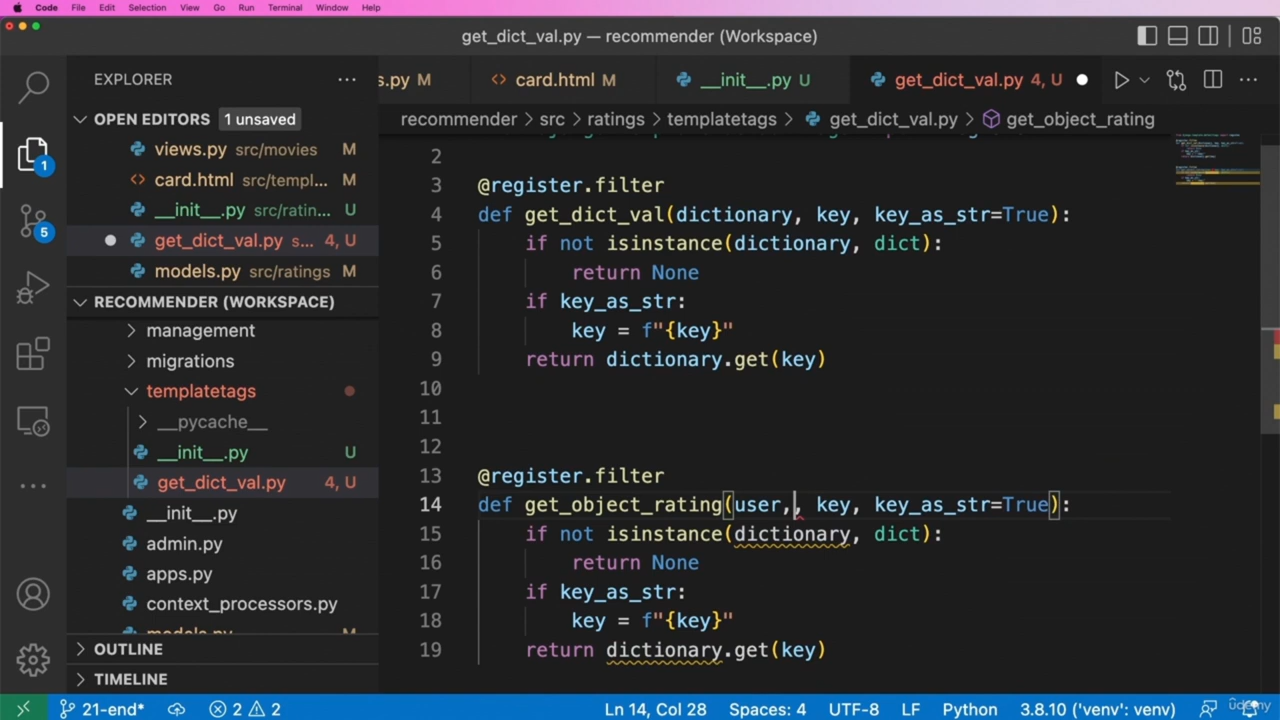 Code File Edit Selection View Go Run Terminal Window Help
get_dict_val.py — recommender (Workspace)
EXPLORER ···
s.py M <> card.html M __init__.py U get_dict_val.py 4, U
OPEN EDITORS 1 unsaved
recommender > src > ratings > templatetags > get_dict_val.py > get_object_rating
views.py src/movies M
card.html src/templ... M
__init__.py src/ratin... U
get_dict_val.py s... 4, U
models.py src/ratings M
RECOMMENDER (WORKSPACE)
management
migrations
templatetags
__pycache__
__init__.py U
get_dict_val.py 4, U
__init__.py
admin.py
apps.py
context_processors.py
models.py M
OUTLINE
TIMELINE
1
5
2
3 @register.filter
4 def get_dict_val(dictionary, key, key_as_str=True):
5 if not isinstance(dictionary, dict):
6 return None
7 if key_as_str:
8 key = f"{key}"
9 return dictionary.get(key)
10
11
12
13 @register.filter
14 def get_object_rating(user,, key, key_as_str=True):
15 if not isinstance(dictionary, dict):
16 return None
17 if key_as_str:
18 key = f"{key}"
19 return dictionary.get(key)
21-end* 2 2 Ln 14, Col 28 Spaces: 4 UTF-8 LF Python 3.8.10 ('venv': venv)
udemy